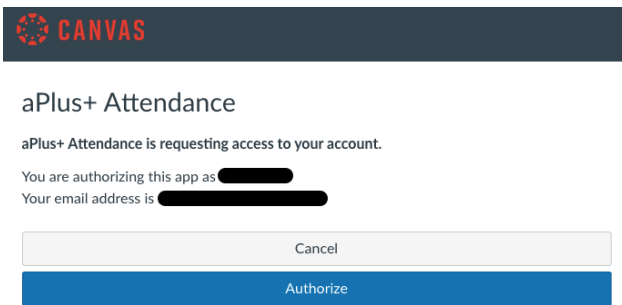 CANVAS
aPlus+ Attendance
aPlus+ Attendance is requesting access to your account.
You are authorizing this app as
Your email address is
Cancel
Authorize